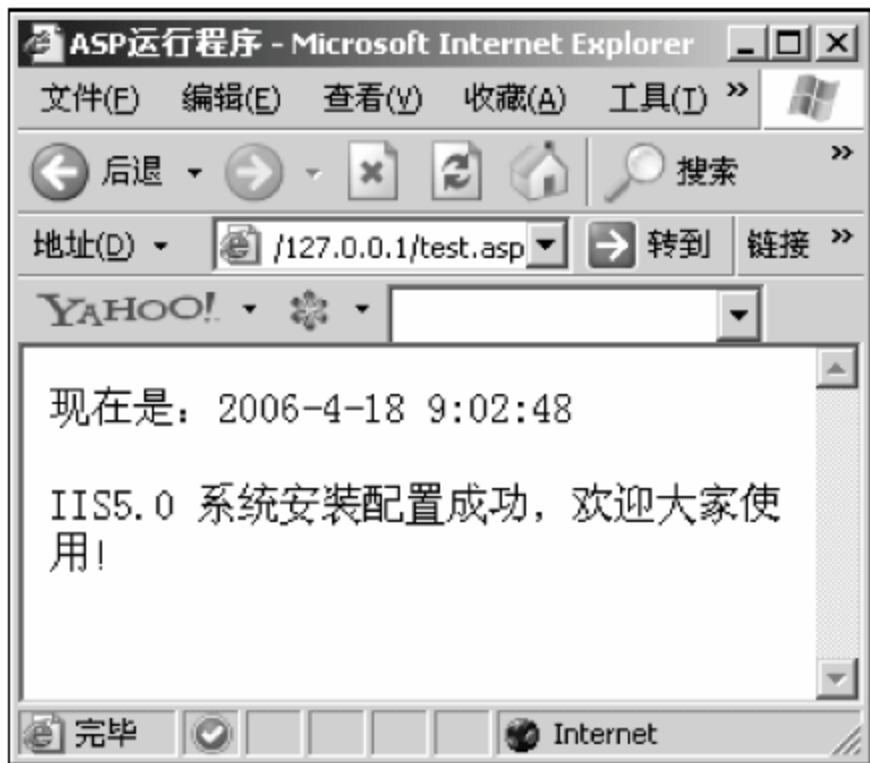 ASP运行程序 - Microsoft Internet Explorer
文件(F) 编辑(E) 查看(V) 收藏(A) 工具(T) »
后退 搜索 »
地址(D) /127.0.0.1/test.asp 转到 链接 »
YAHOO!
现在是：2006-4-18 9:02:48
IIS5.0 系统安装配置成功，欢迎大家使
用！
完毕 Internet